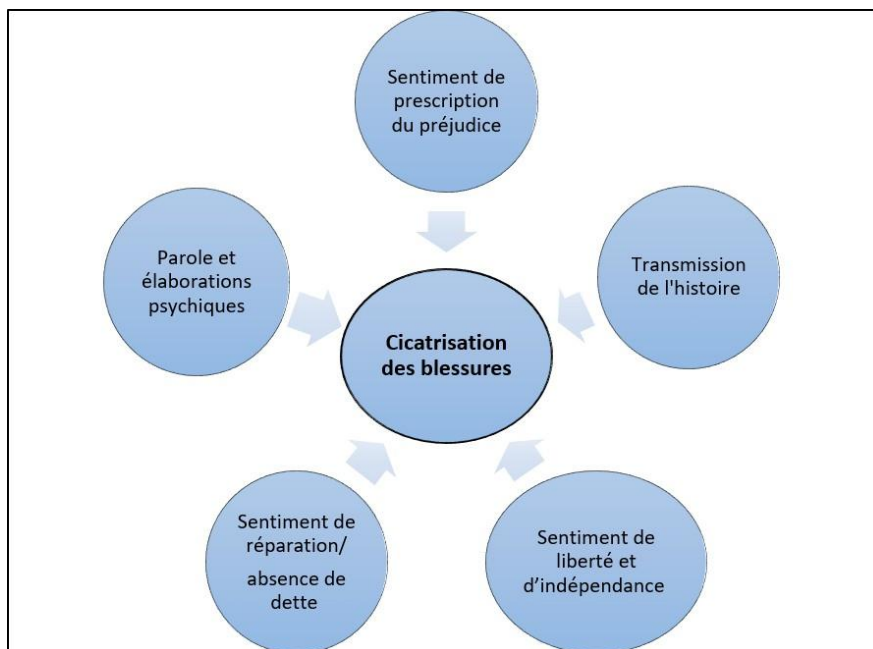 Sentiment de
prescription
du préjudice
Parole et
élaborations
psychiques
Transmission
de l'histoire
Cicatrisation
des blessures
Sentiment de
réparation/
absence de
dette
Sentiment de
liberté et
d’indépendance